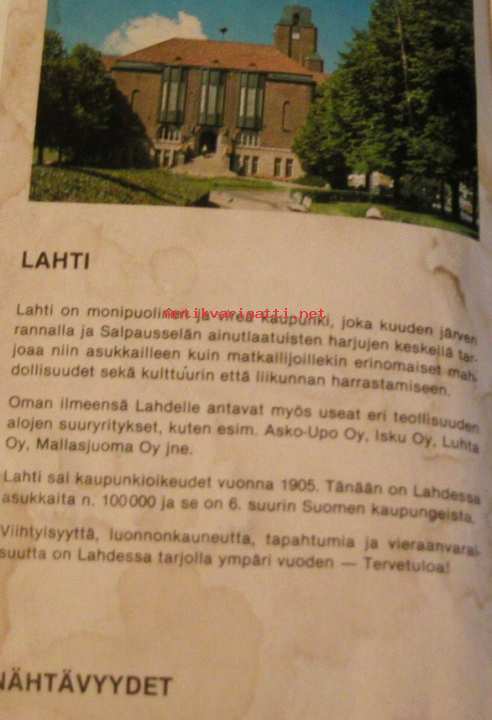 LAHTI
Lahti on monipuolinen ja vireä kaupunki, joka kuuden järven
antikvariaatti.net
rannalla ja Salpausselän ainutlaatuisten harjujen keskellä tar-
joaa niin asukkailleen kuin matkailijoillekin erinomaiset mah-
dollisuudet sekä kulttuurin että liikunnan harrastamiseen.
Oman ilmeensä Lahdelle antavat myös useat eri teollisuuden
alojen suuryritykset, kuten esim. Asko-Upo Oy, Isku Oy, Luhta
Oy, Mallasjuoma Oy jne.
Lahti sai kaupunkioikeudet vuonna 1905. Tänään on Lahdessa
asukkaita n. 100000 ja se on 6. suurin Suomen kaupungeista.
Viihtyisyyttä, luonnonkauneutta, tapahtumia ja vieraanvarai-
suutta on Lahdessa tarjolla ympäri vuoden — Tervetuloa!
NÄHTÄVYYDET